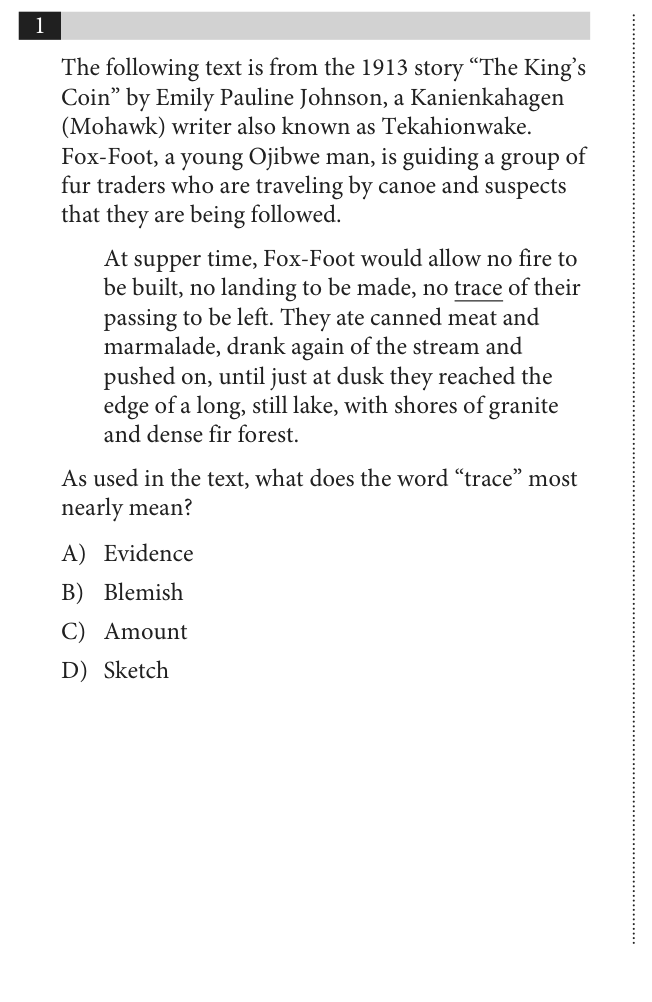 1
The following text is from the 1913 story “The King’s
Coin” by Emily Pauline Johnson, a Kanienkahagen
(Mohawk) writer also known as Tekahionwake.
Fox-Foot, a young Ojibwe man, is guiding a group of
fur traders who are traveling by canoe and suspects
that they are being followed.
At supper time, Fox-Foot would allow no fire to
be built, no landing to be made, no trace of their
passing to be left. They ate canned meat and
marmalade, drank again of the stream and
pushed on, until just at dusk they reached the
edge of a long, still lake, with shores of granite
and dense fir forest.
As used in the text, what does the word “trace” most
nearly mean?
A) Evidence
B) Blemish
C) Amount
D) Sketch